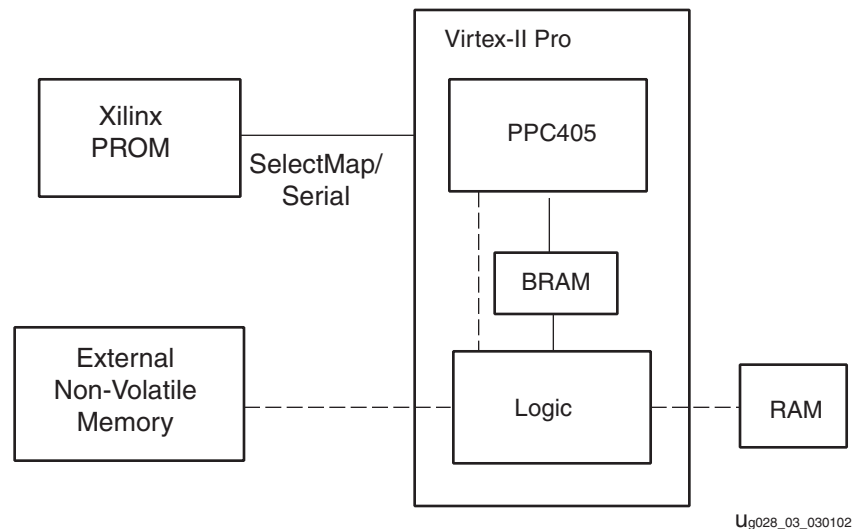 Virtex-II Pro
Xilinx
PROM
PPC405
SelectMap/
Serial
BRAM
External
Non-Volatile
Memory
Logic
RAM
Ug028_03_030102